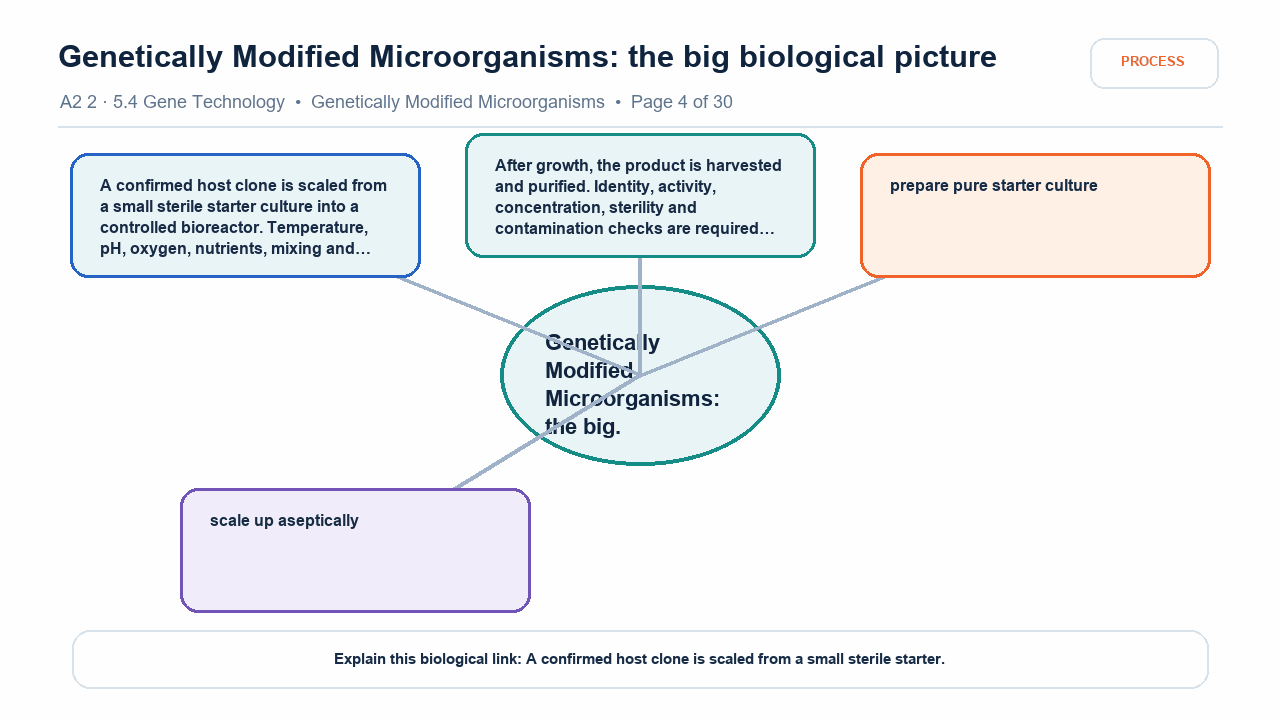 Genetically Modified Microorganisms: the big biological picture
PROCESS
A2 2 · 5.4 Gene Technology • Genetically Modified Microorganisms • Page 4 of 30
A confirmed host clone is scaled from
a small sterile starter culture into a
controlled bioreactor. Temperature,
pH, oxygen, nutrients, mixing and…
After growth, the product is harvested
and purified. Identity, activity,
concentration, sterility and
contamination checks are required…
prepare pure starter culture
Genetically
Modified
Microorganisms:
the big.
scale up aseptically
Explain this biological link: A confirmed host clone is scaled from a small sterile starter.